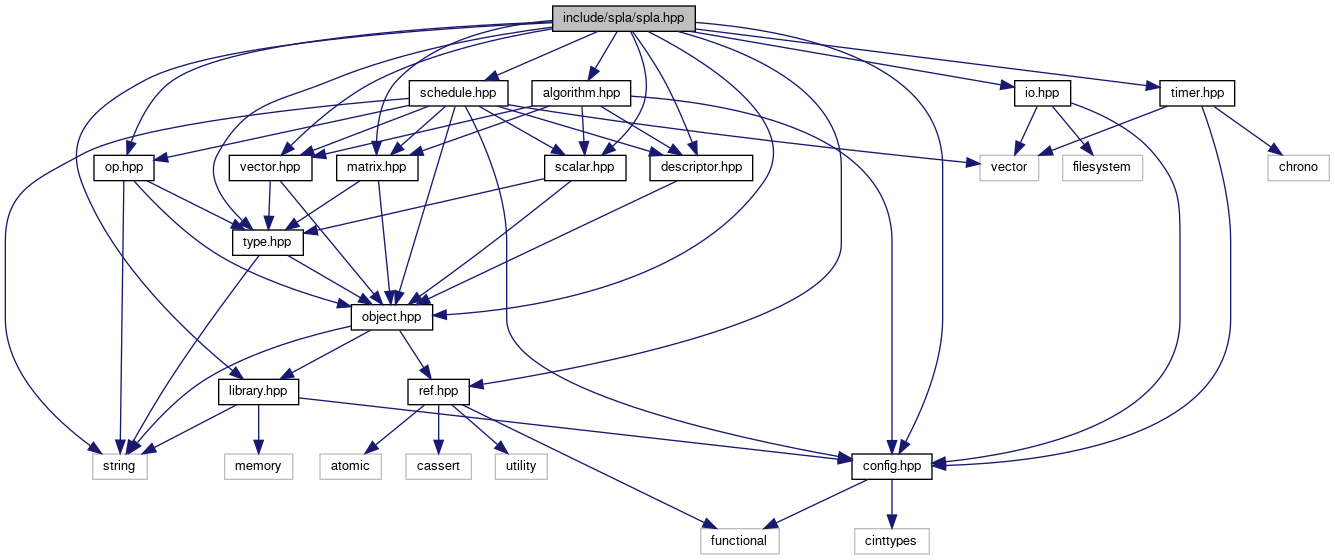 include/spla/spla.hpp
schedule.hpp
algorithm.hpp
io.hpp
timer.hpp
op.hpp
vector.hpp
matrix.hpp
scalar.hpp
descriptor.hpp
vector
filesystem
chrono
type.hpp
object.hpp
library.hpp
ref.hpp
string
memory
atomic
cassert
utility
config.hpp
functional
cinttypes